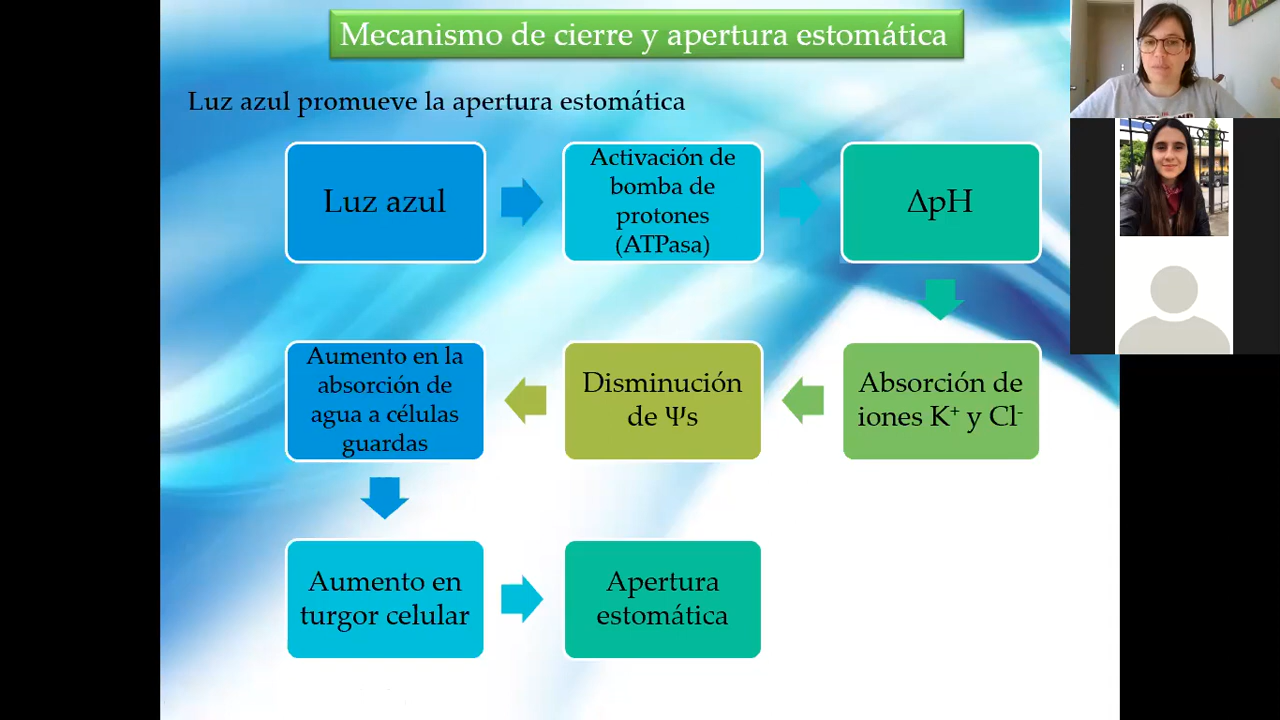 Mecanismo de cierre y apertura estomática
Luz azul promueve la apertura estomática
Luz azul
Activación de
bomba de
protones
(ATPasa)
ΔpH
Absorción de
iones K⁺ y Cl⁻
Disminución
de Ψs
Aumento en la
absorción de
agua a células
guardas
Aumento en
turgor celular
Apertura
estomática